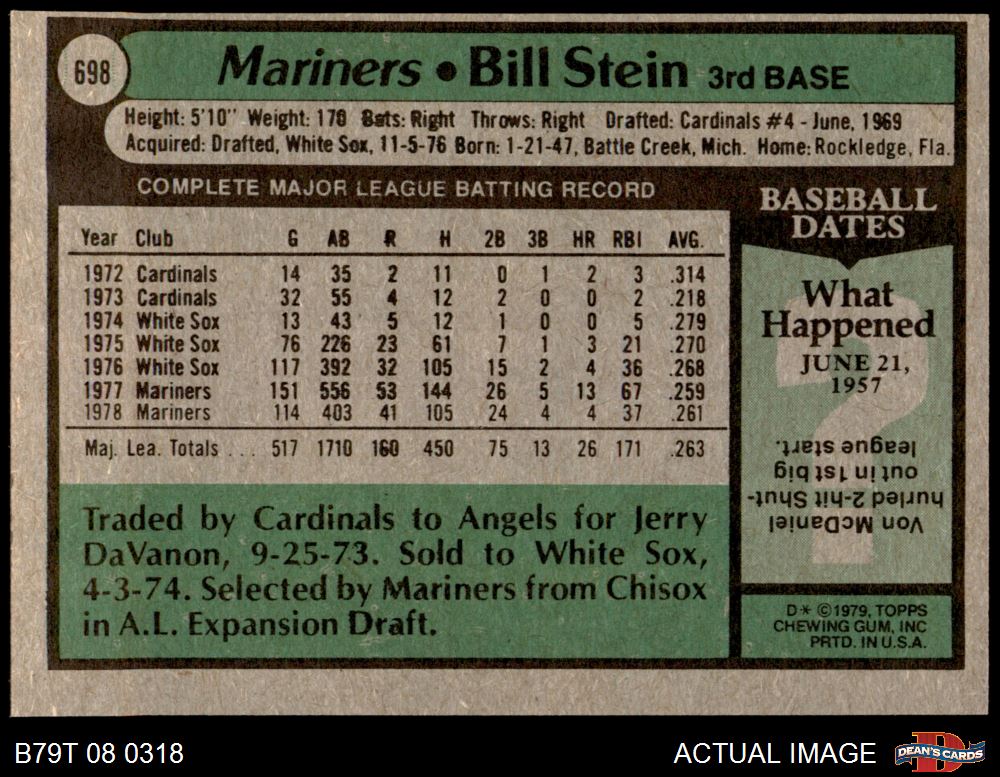 698
Mariners • Bill Stein 3rd BASE
Height: 5'10" Weight: 170 Bats: Right Throws: Right Drafted: Cardinals #4 - June, 1969
Acquired: Drafted, White Sox, 11-5-76 Born: 1-21-47, Battle Creek, Mich. Home: Rockledge, Fla.
COMPLETE MAJOR LEAGUE BATTING RECORD
Year Club G AB R H 2B 3B HR RBI AVG.
1972 Cardinals 14 35 2 11 0 1 2 3 .314
1973 Cardinals 32 55 4 12 2 0 0 2 .218
1974 White Sox 13 43 5 12 1 0 0 5 .279
1975 White Sox 76 226 23 61 7 1 3 21 .270
1976 White Sox 117 392 32 105 15 2 4 36 .268
1977 Mariners 151 556 53 144 26 5 13 67 .259
1978 Mariners 114 403 41 105 24 4 4 37 .261
Maj. Lea. Totals . . . 517 1710 160 450 75 13 26 171 .263
Traded by Cardinals to Angels for Jerry
DaVanon, 9-25-73. Sold to White Sox,
4-3-74. Selected by Mariners from Chisox
in A.L. Expansion Draft.
BASEBALL
DATES
What
Happened
JUNE 21,
1957
?
Von McDaniel
hurled 2-hit Shut-
out in 1st big
league start.
D* ©1979, TOPPS
CHEWING GUM, INC
PRTD. IN U.S.A.
B79T 08 0318
ACTUAL IMAGE
D
DEAN'S CARDS